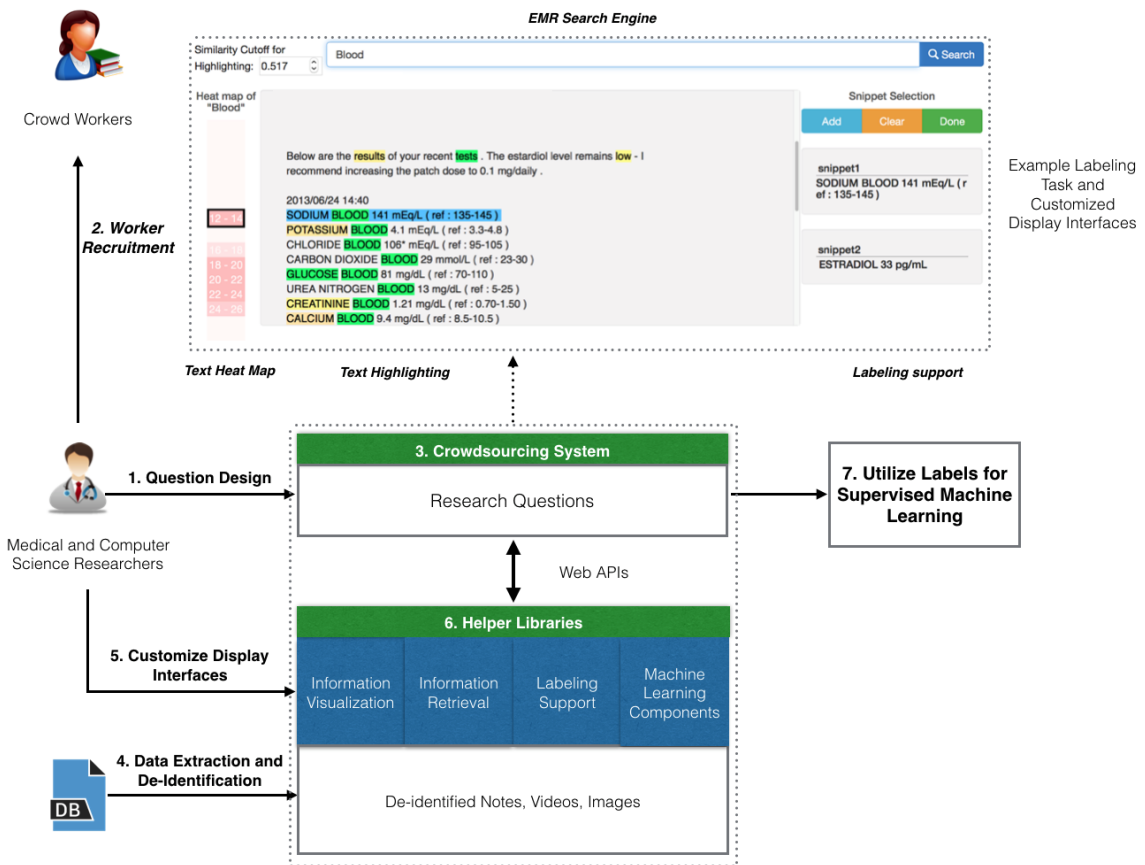 EMR Search Engine
Similarity Cutoff for
Highlighting: 0.517
Blood
Search
Crowd Workers
Heat map of
"Blood"
12 - 14
16 - 18
18 - 20
20 - 22
22 - 24
24 - 26
Below are the results of your recent tests . The estardiol level remains low - I
recommend increasing the patch dose to 0.1 mg/daily .
2013/06/24 14:40
SODIUM BLOOD 141 mEq/L ( ref : 135-145 )
POTASSIUM BLOOD 4.1 mEq/L ( ref : 3.3-4.8 )
CHLORIDE BLOOD 106* mEq/L ( ref : 95-105 )
CARBON DIOXIDE BLOOD 29 mmol/L ( ref : 23-30 )
GLUCOSE BLOOD 81 mg/dL ( ref : 70-110 )
UREA NITROGEN BLOOD 13 mg/dL ( ref : 5-25 )
CREATININE BLOOD 1.21 mg/dL ( ref : 0.70-1.50 )
CALCIUM BLOOD 9.4 mg/dL ( ref : 8.5-10.5 )
Snippet Selection
Add Clear Done
snippet1
SODIUM BLOOD 141 mEq/L ( r
ef : 135-145 )
snippet2
ESTRADIOL 33 pg/mL
Example Labeling
Task and
Customized
Display Interfaces
2. Worker
Recruitment
Text Heat Map
Text Highlighting
Labeling support
3. Crowdsourcing System
Research Questions
1. Question Design
7. Utilize Labels for
Supervised Machine
Learning
Medical and Computer
Science Researchers
Web APIs
6. Helper Libraries
5. Customize Display
Interfaces
Information
Visualization
Information
Retrieval
Labeling
Support
Machine
Learning
Components
4. Data Extraction and
De-Identification
DB
De-identified Notes, Videos, Images